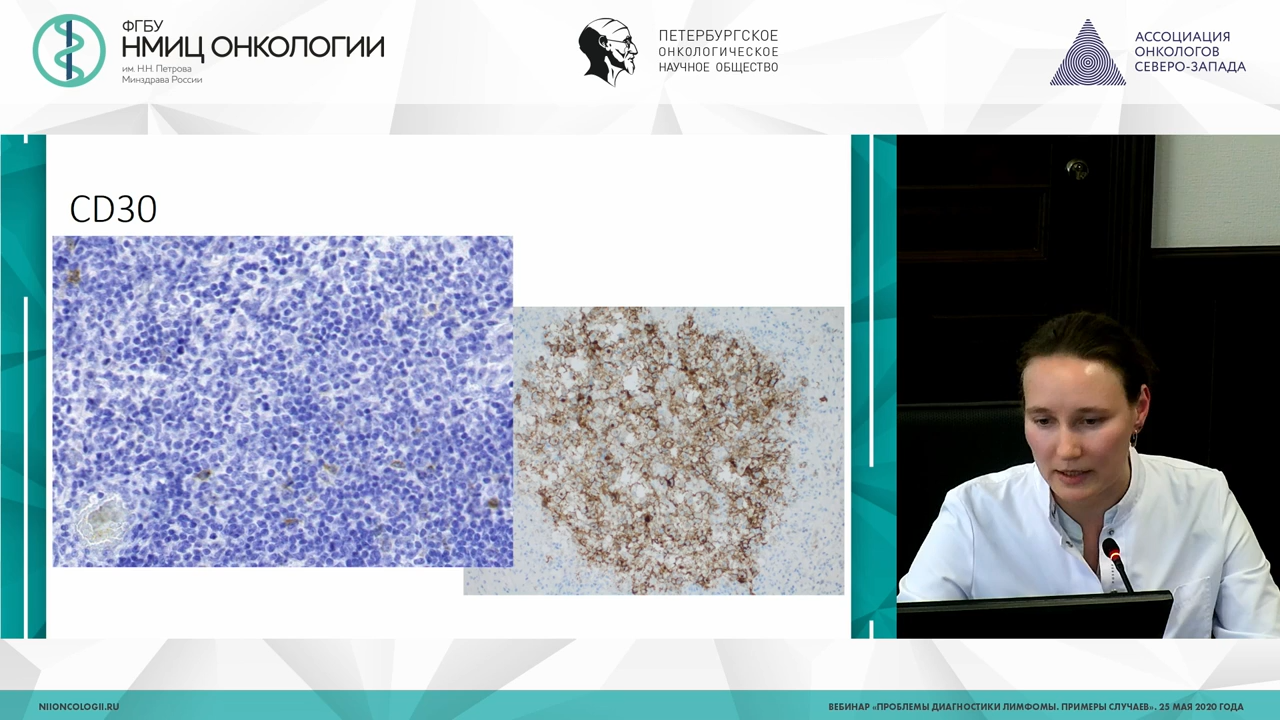 ФГБУ
НМИЦ ОНКОЛОГИИ
им. Н.Н. Петрова
Минздрава России
ПЕТЕРБУРГСКОЕ
ОНКОЛОГИЧЕСКОЕ
НАУЧНОЕ ОБЩЕСТВО
АССОЦИАЦИЯ
ОНКОЛОГОВ
СЕВЕРО-ЗАПАДА
CD30
NIIONCOLOGII.RU
ВЕБИНАР «ПРОБЛЕМЫ ДИАГНОСТИКИ ЛИМФОМЫ. ПРИМЕРЫ СЛУЧАЕВ». 25 МАЯ 2020 ГОДА